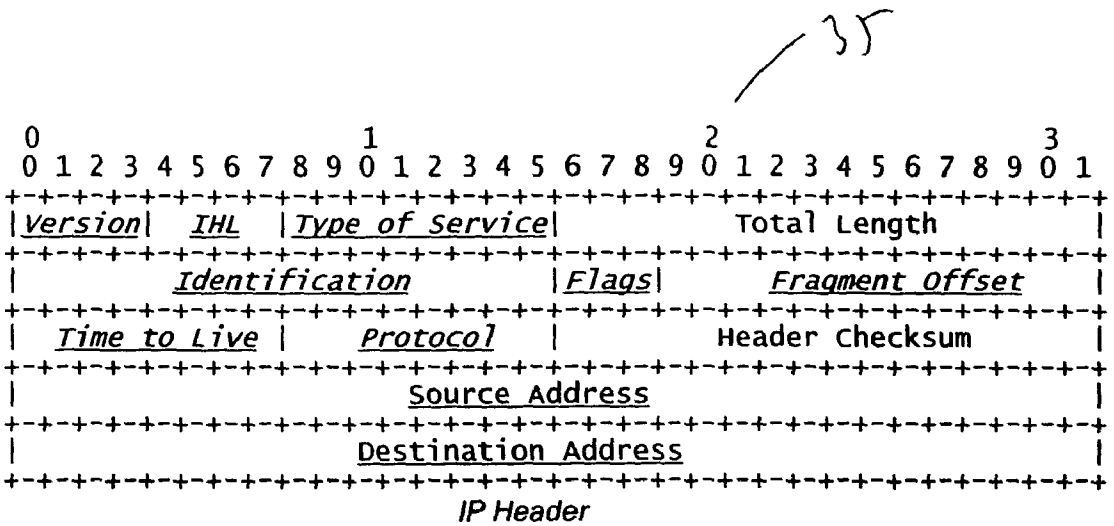 35
0 1 2 3
0 1 2 3 4 5 6 7 8 9 0 1 2 3 4 5 6 7 8 9 0 1 2 3 4 5 6 7 8 9 0 1
+-+-+-+-+-+-+-+-+-+-+-+-+-+-+-+-+-+-+-+-+-+-+-+-+-+-+-+-+-+-+-+-+
|Version| IHL |Type of Service| Total Length |
+-+-+-+-+-+-+-+-+-+-+-+-+-+-+-+-+-+-+-+-+-+-+-+-+-+-+-+-+-+-+-+-+
| Identification |Flags| Fragment Offset |
+-+-+-+-+-+-+-+-+-+-+-+-+-+-+-+-+-+-+-+-+-+-+-+-+-+-+-+-+-+-+-+-+
| Time to Live | Protocol | Header Checksum |
+-+-+-+-+-+-+-+-+-+-+-+-+-+-+-+-+-+-+-+-+-+-+-+-+-+-+-+-+-+-+-+-+
| Source Address |
+-+-+-+-+-+-+-+-+-+-+-+-+-+-+-+-+-+-+-+-+-+-+-+-+-+-+-+-+-+-+-+-+
| Destination Address |
+-+-+-+-+-+-+-+-+-+-+-+-+-+-+-+-+-+-+-+-+-+-+-+-+-+-+-+-+-+-+-+-+
IP Header